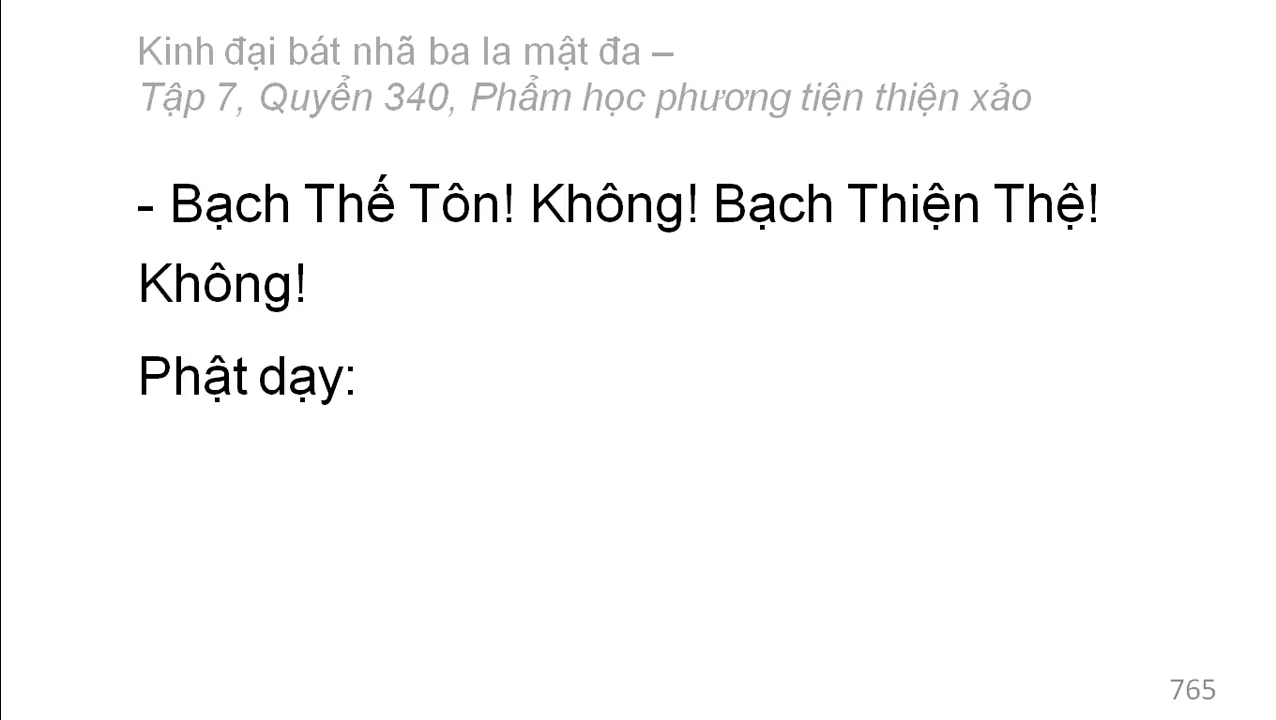 Kinh đại bát nhã ba la mật đa –
Tập 7, Quyển 340, Phẩm học phương tiện thiện xảo
- Bạch Thế Tôn! Không! Bạch Thiện Thệ!
Không!
Phật dạy:
765